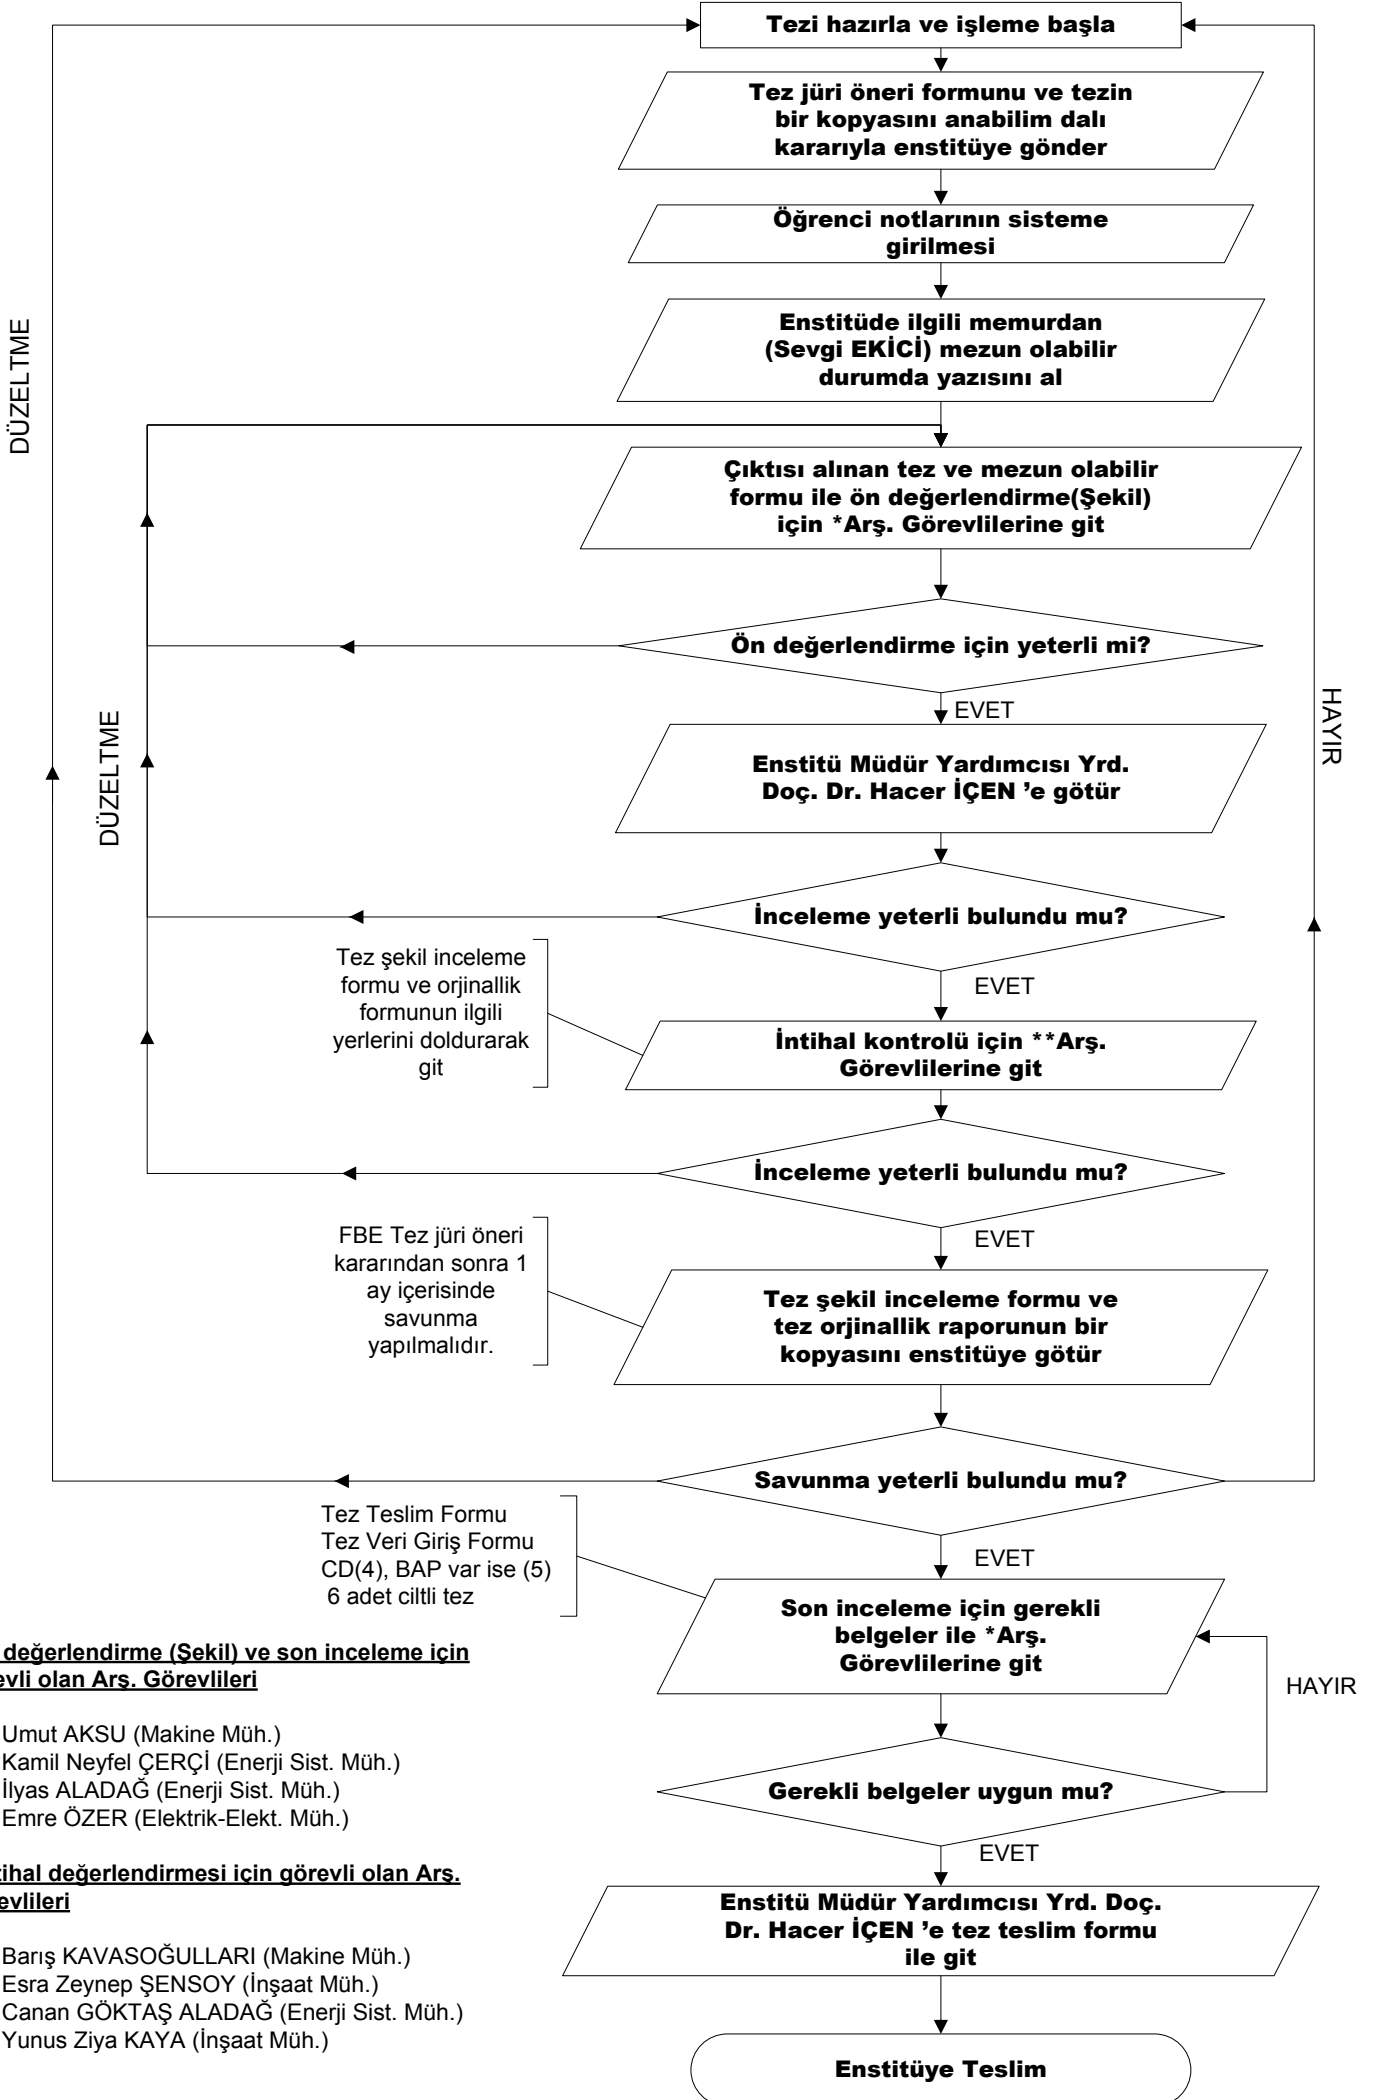 Tezi hazırla ve işleme başla
Tez jüri öneri formunu ve tezin
bir kopyasını anabilim dalı
kararıyla enstitüye gönder
Öğrenci notlarının sisteme
girilmesi
Enstitüde ilgili memurdan
(Sevgi EKİCİ) mezun olabilir
durumda yazısını al
DÜZELTME
Çıktısı alınan tez ve mezun olabilir
formu ile ön değerlendirme(Şekil)
için *Arş. Görevlilerine git
Ön değerlendirme için yeterli mi?
EVET
HAYIR
DÜZELTME
Enstitü Müdür Yardımcısı Yrd.
Doç. Dr. Hacer İÇEN ’e götür
İnceleme yeterli bulundu mu?
EVET
Tez şekil inceleme
formu ve orjinallik
formunun ilgili
yerlerini doldurarak
git
İntihal kontrolü için **Arş.
Görevlilerine git
İnceleme yeterli bulundu mu?
EVET
FBE Tez jüri öneri
kararından sonra 1
ay içerisinde
savunma
yapılmalıdır.
Tez şekil inceleme formu ve
tez orjinallik raporunun bir
kopyasını enstitüye götür
Savunma yeterli bulundu mu?
EVET
Tez Teslim Formu
Tez Veri Giriş Formu
CD(4), BAP var ise (5)
6 adet ciltli tez
Son inceleme için gerekli
belgeler ile *Arş.
Görevlilerine git
HAYIR
Gerekli belgeler uygun mu?
EVET
Enstitü Müdür Yardımcısı Yrd. Doç.
Dr. Hacer İÇEN ’e tez teslim formu
ile git
Enstitüye Teslim
değerlendirme (Şekil) ve son inceleme için
evli olan Arş. Görevlileri
Umut AKSU (Makine Müh.)
Kamil Neyfel ÇERÇİ (Enerji Sist. Müh.)
İlyas ALADAĞ (Enerji Sist. Müh.)
Emre ÖZER (Elektrik-Elekt. Müh.)
tihal değerlendirmesi için görevli olan Arş.
evlileri
Barış KAVASOĞULLARI (Makine Müh.)
Esra Zeynep ŞENSOY (İnşaat Müh.)
Canan GÖKTAŞ ALADAĞ (Enerji Sist. Müh.)
Yunus Ziya KAYA (İnşaat Müh.)